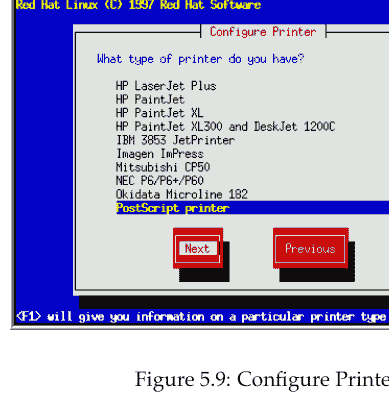 Red Hat Linux (C) 1997 Red Hat Software
Configure Printer
What type of printer do you have?
HP LaserJet Plus
HP PaintJet
HP PaintJet XL
HP PaintJet XL300 and DeskJet 1200C
IBM 3853 JetPrinter
Imagen ImPress
Mitsubishi CP50
NEC P6/P6+/P60
Okidata Microline 182
PostScript printer
Next Previous
<F1> will give you information on a particular printer type
Figure 5.9: Configure Printe